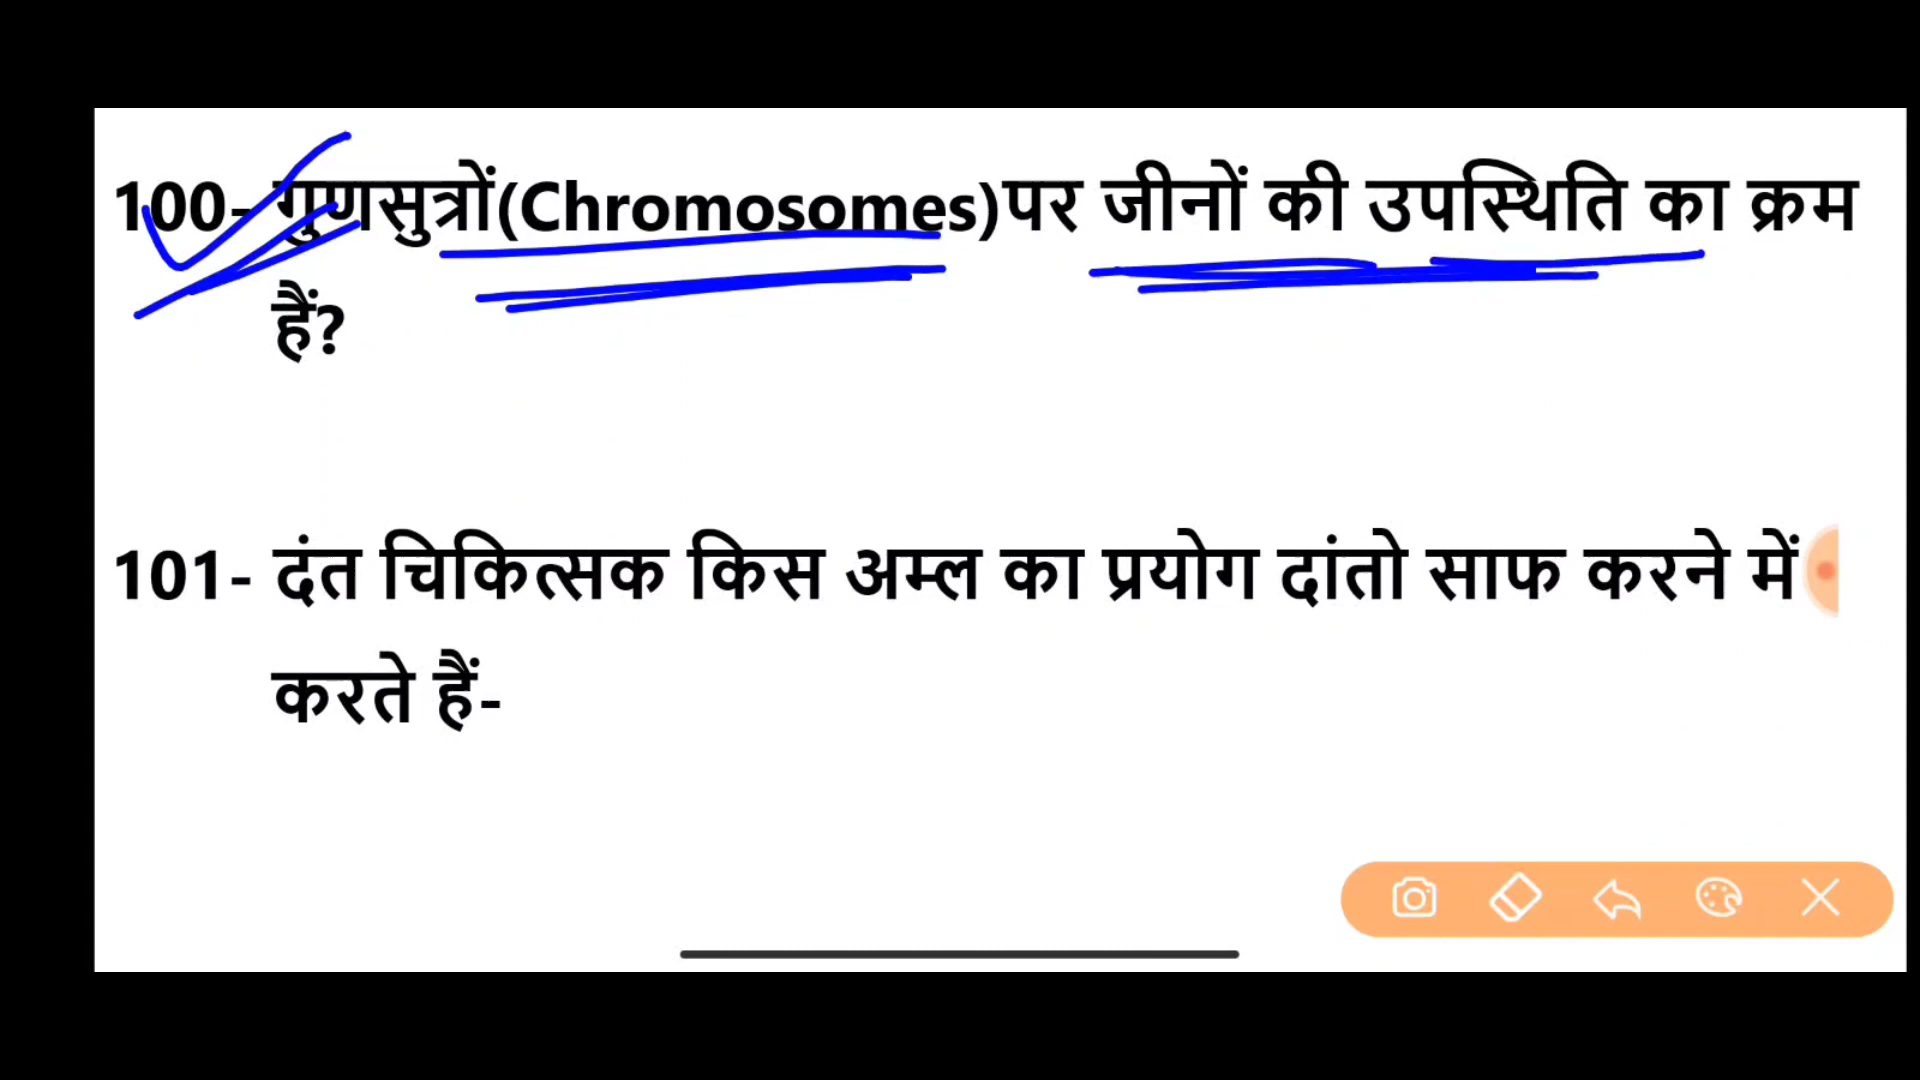 100- गुणसुत्रों(Chromosomes)पर जीनों की उपस्थिति का क्रम
हैं?
101- दंत चिकित्सक किस अम्ल का प्रयोग दांतो साफ करने में
करते हैं-